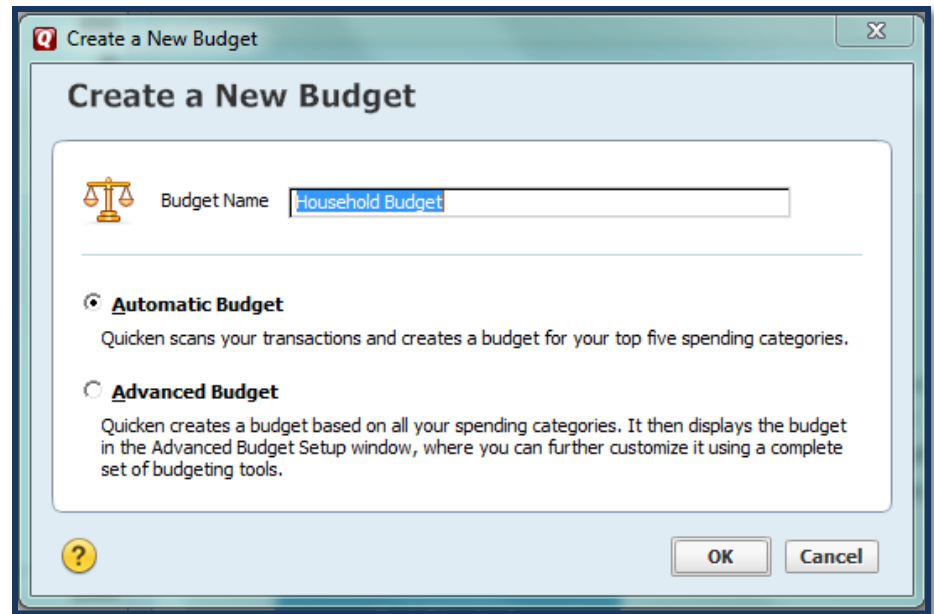 Create a New Budget
Create a New Budget
Budget Name Household Budget
Automatic Budget
Quicken scans your transactions and creates a budget for your top five spending categories.
Advanced Budget
Quicken creates a budget based on all your spending categories. It then displays the budget
in the Advanced Budget Setup window, where you can further customize it using a complete
set of budgeting tools.
? OK Cancel